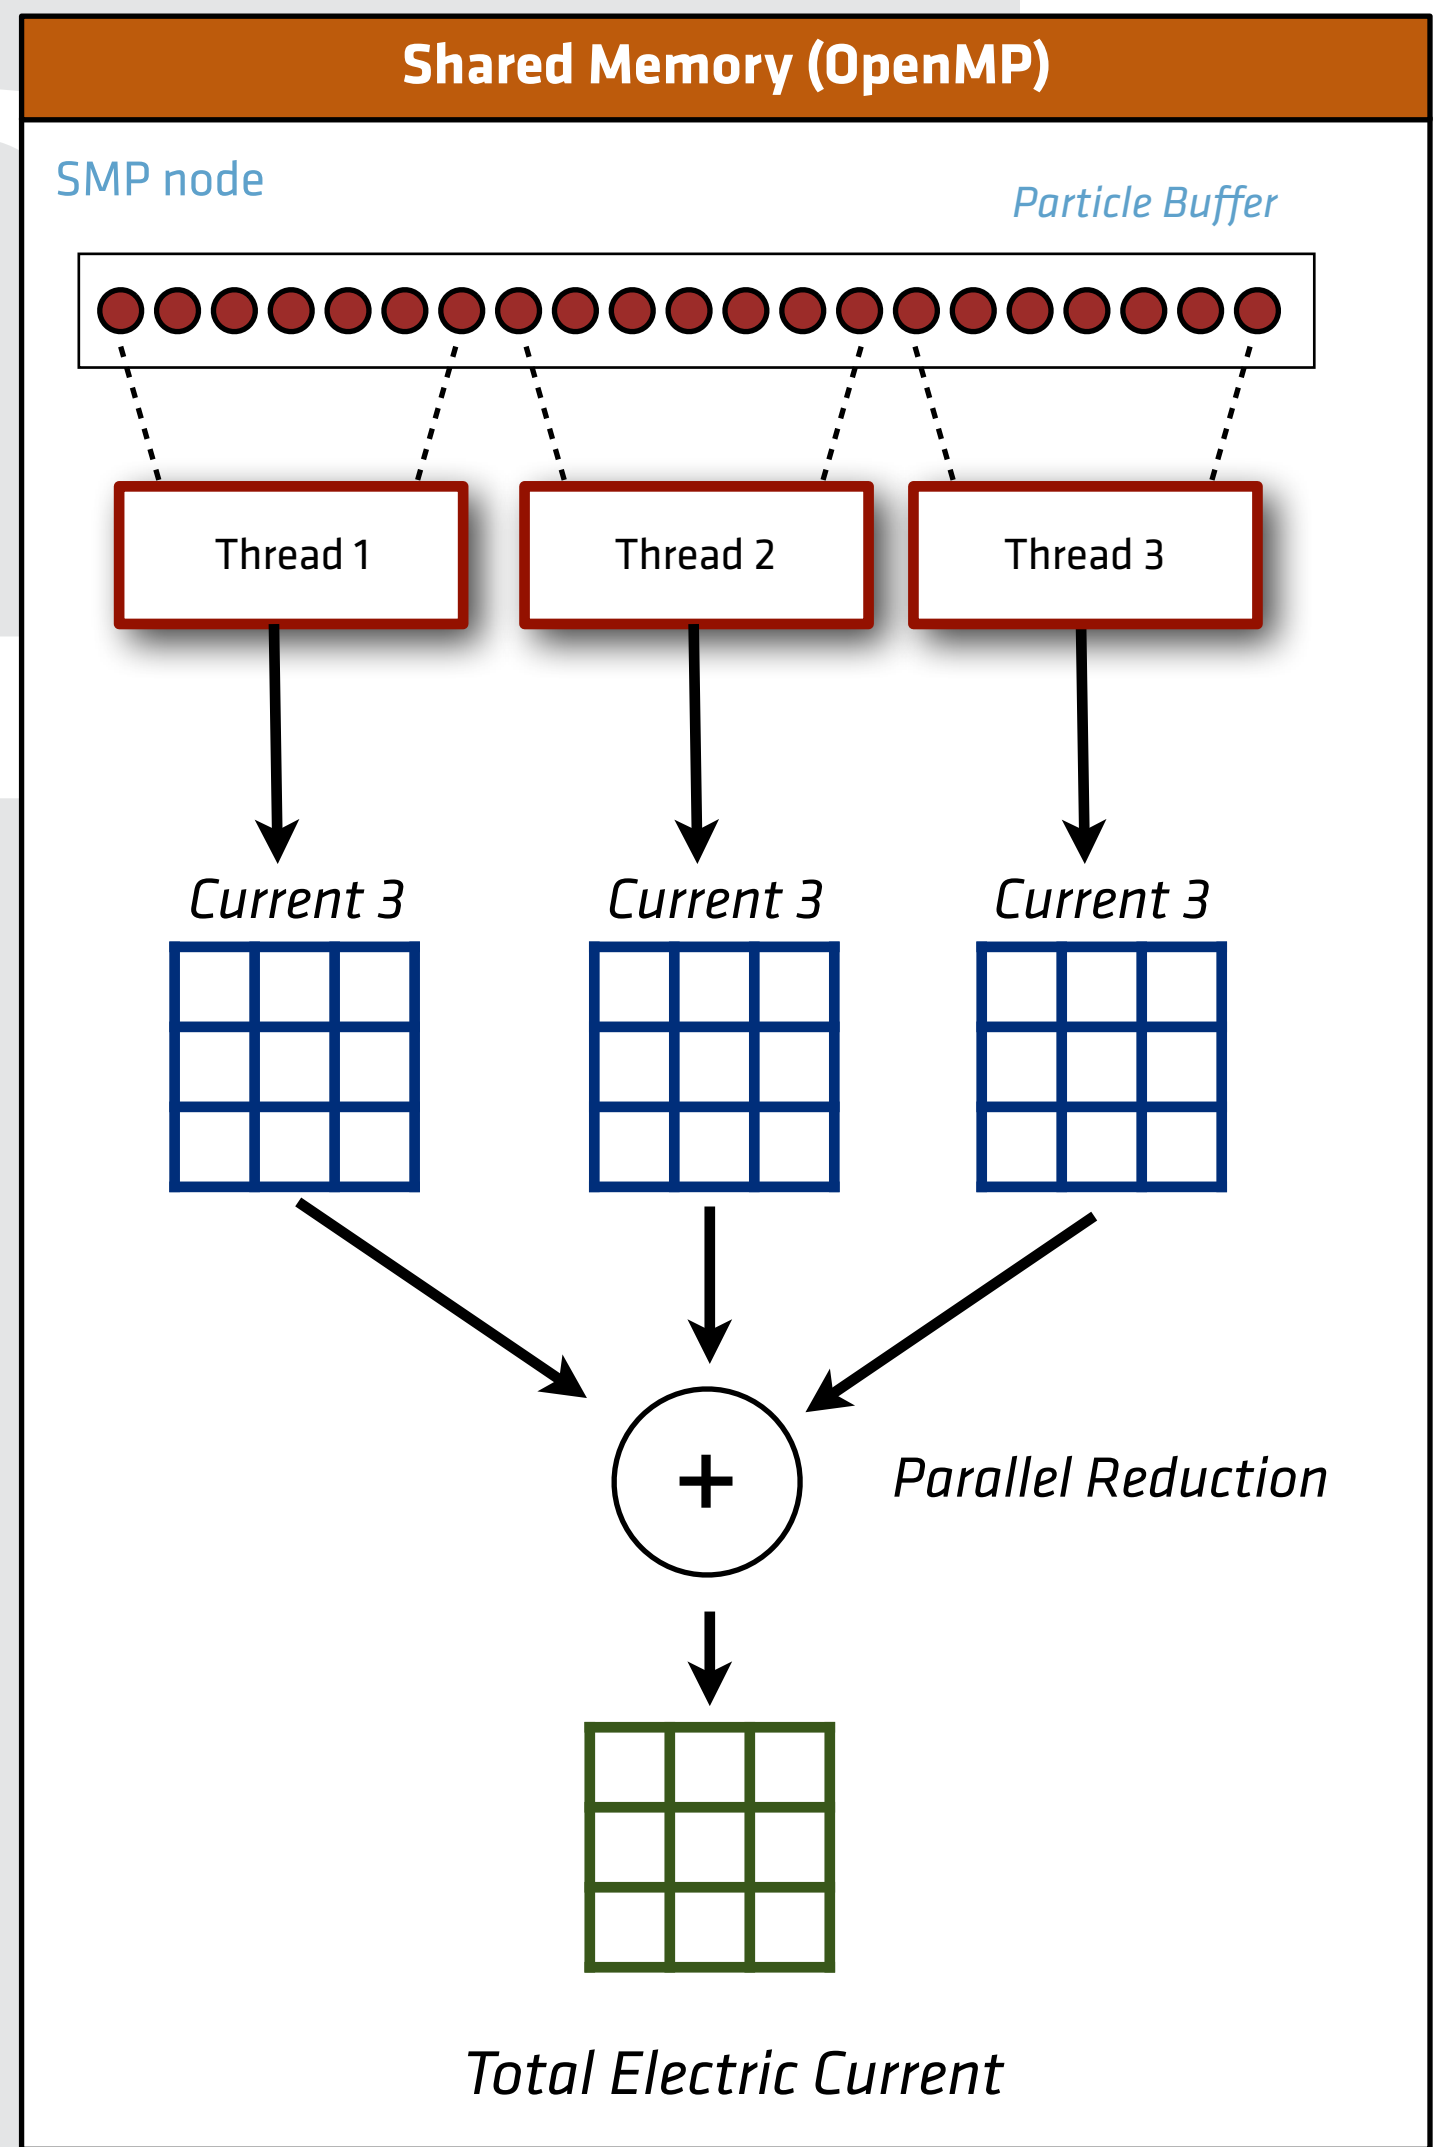 Shared Memory (OpenMP)
SMP node
Particle Buffer
Thread 1
Thread 2
Thread 3
Current 3
Current 3
Current 3
+
Parallel Reduction
Total Electric Current